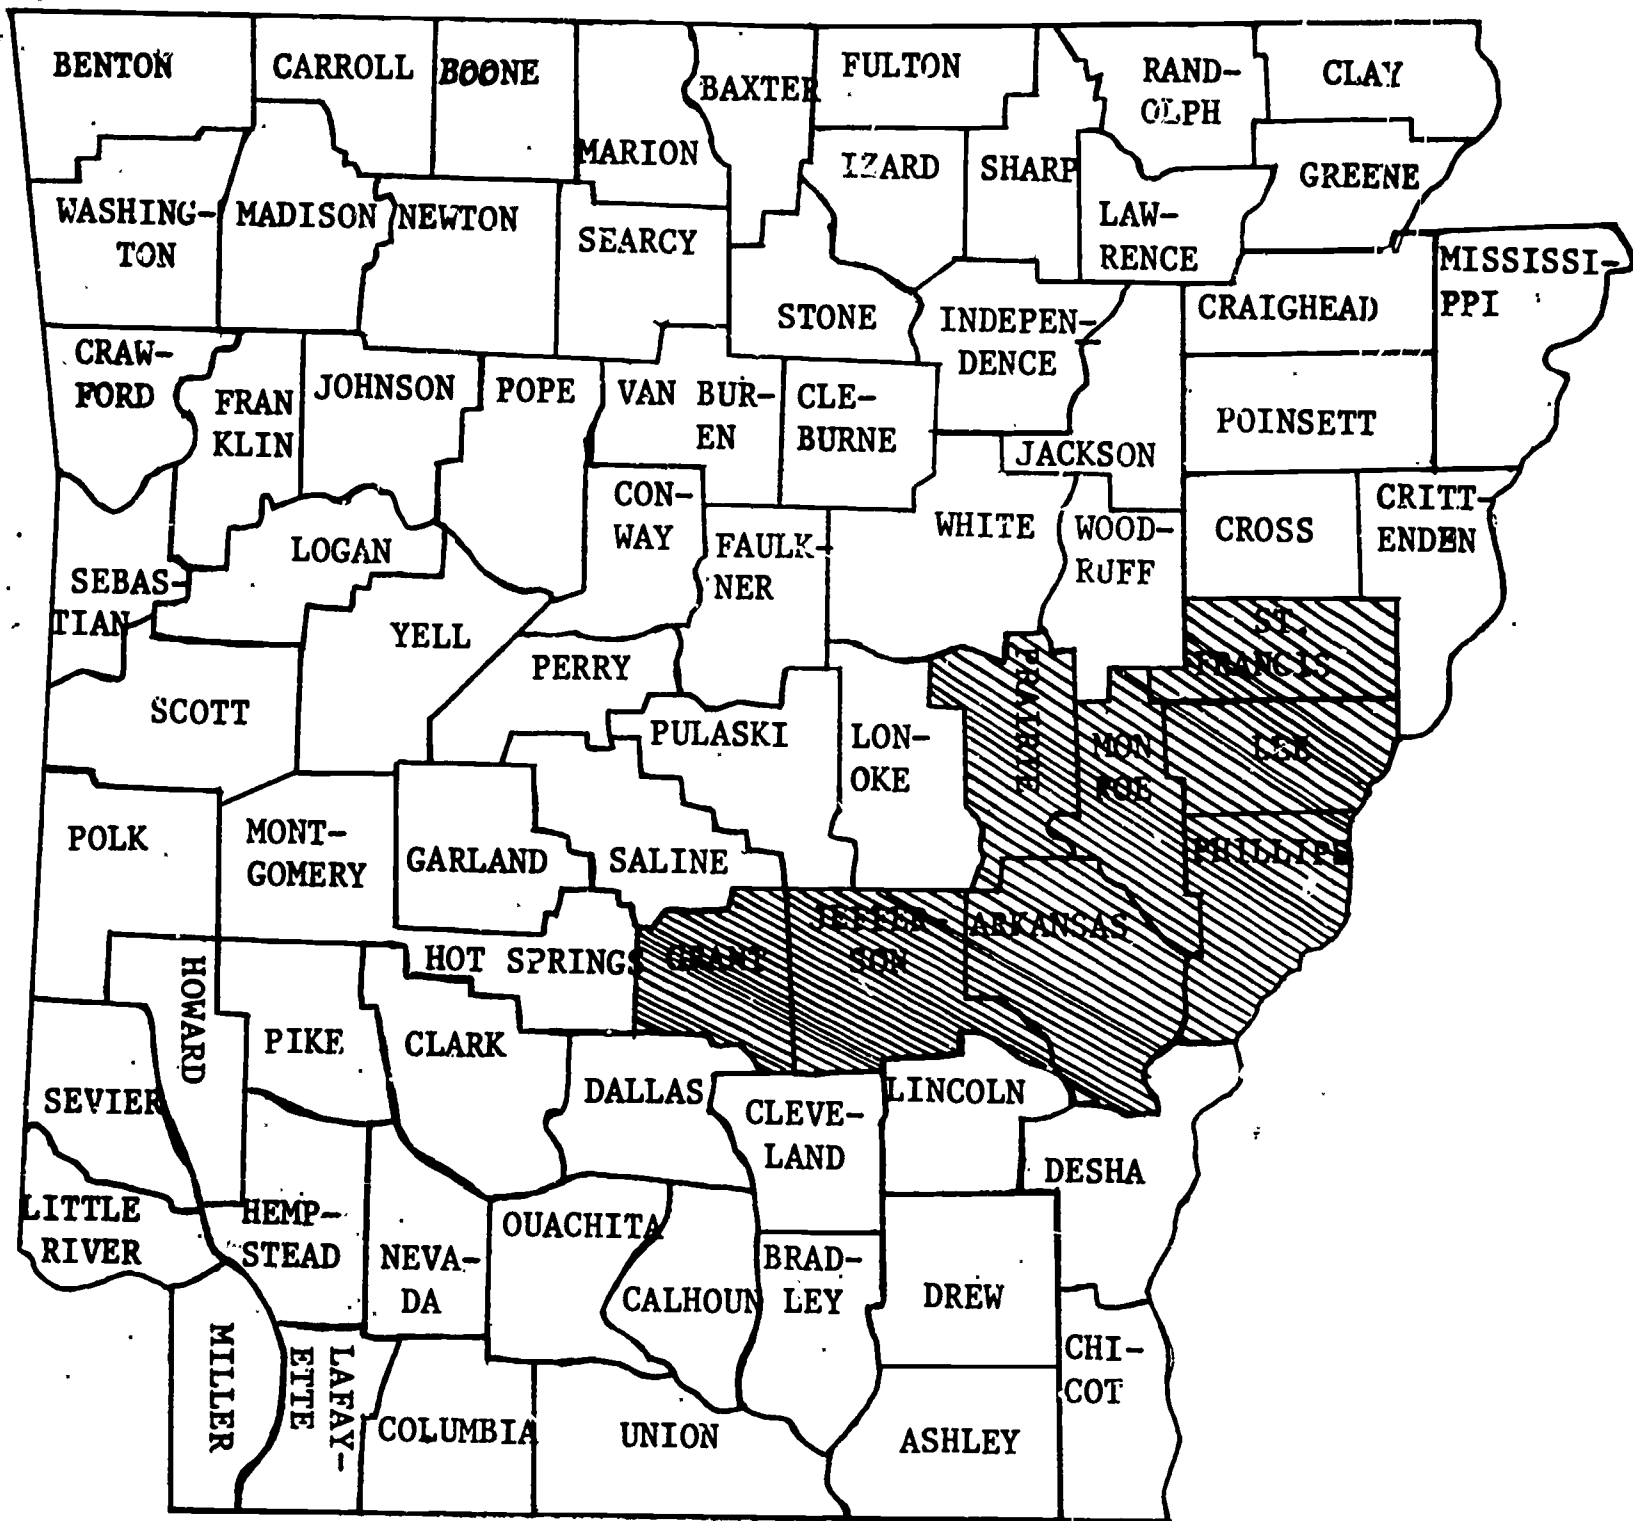 BENTON
CARROLL
BOONE
MARION
BAXTER
FULTON
RAND-
OLPH
CLAY
IZARD
SHARP
GREENE
LAW-
RENCE
WASHING-
TON
MADISON
NEWTON
SEARCY
STONE
INDEPEN-
DENCE
CRAIGHEAD
MISSISSI-
PPI
CRAW-
FORD
FRAN
KLIN
JOHNSON
POPE
VAN BUR-
EN
CLE-
BURNE
JACKSON
POINSETT
CON-
WAY
FAULK-
NER
WHITE
WOOD-
RUFF
CROSS
CRITT-
ENDEN
SEBAS-
TIAN
LOGAN
YELL
PERRY
ST.
FRANCIS
SCOTT
PULASKI
LON-
OKE
PRAIRIE
MON
ROE
LEE
POLK
MONT-
GOMERY
GARLAND
SALINE
PHILLIPS
HOWARD
PIKE
CLARK
HOT SPRINGS
GRANT
JEFFER-
SON
ARKANSAS
SEVIER
DALLAS
CLEVE-
LAND
LINCOLN
DESHA
LITTLE
RIVER
HEMP-
STEAD
NEVA-
DA
OUACHITA
CALHOUN
BRAD-
LEY
DREW
CHI-
COT
MILLER
LAFAY-
ETTE
COLUMBIA
UNION
ASHLEY